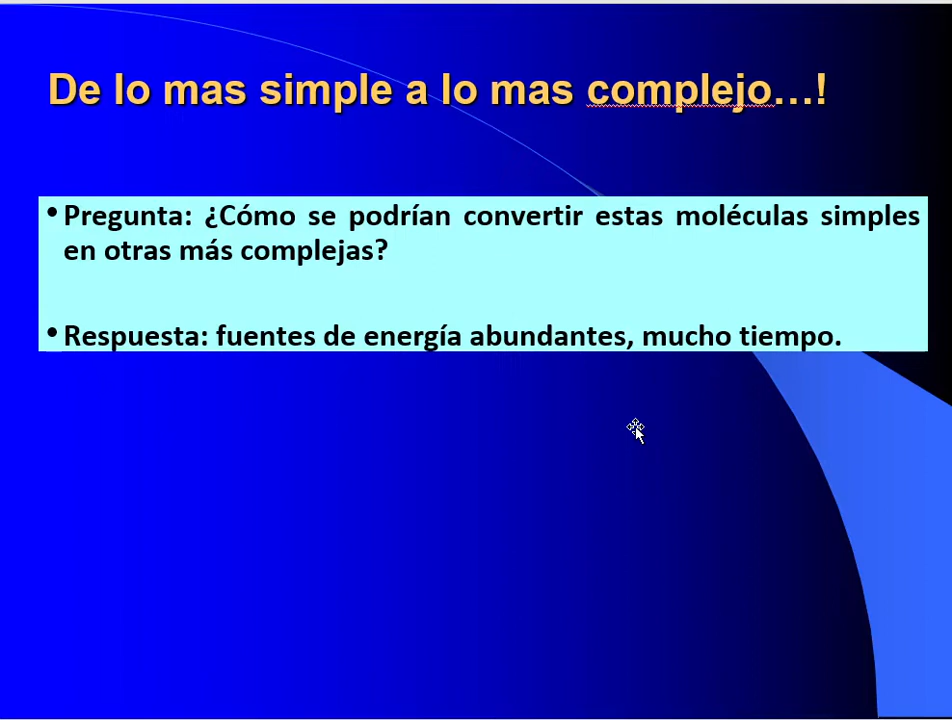 De lo mas simple a lo mas complejo…!
• Pregunta: ¿Cómo se podrían convertir estas moléculas simples
en otras más complejas?
• Respuesta: fuentes de energía abundantes, mucho tiempo.